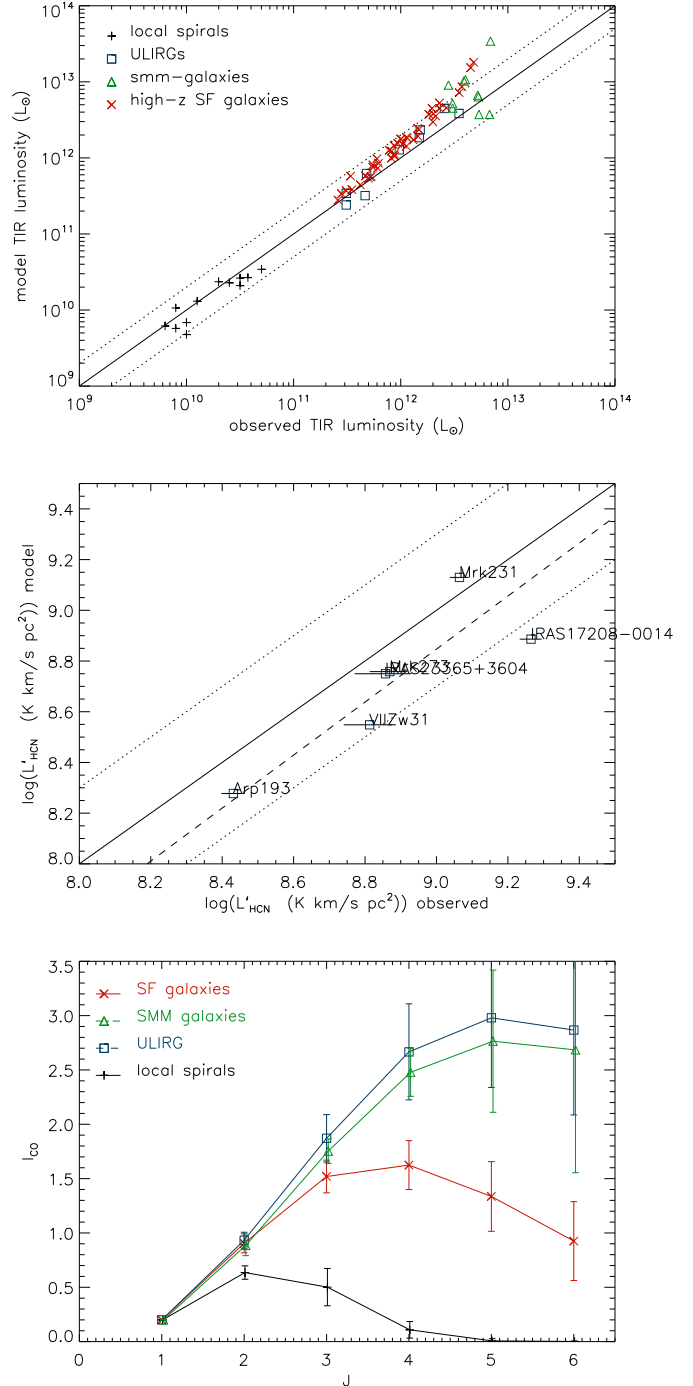 local spirals
ULIRGs
smm-galaxies
high-z SF galaxies
10^14
10^13
10^12
10^11
10^10
10^9
model TIR luminosity (L☉)
10^9 10^10 10^11 10^12 10^13 10^14
observed TIR luminosity (L☉)
9.4
9.2
9.0
8.8
8.6
8.4
8.2
8.0
log(L'HCN (K km/s pc²)) model
Mrk231
IRAS17208-0014
Mrk273
IRAS23365+3604
VIIZw31
Arp193
8.0 8.2 8.4 8.6 8.8 9.0 9.2 9.4
log(L'HCN (K km/s pc²)) observed
SF galaxies
SMM galaxies
ULIRG
local spirals
3.5
3.0
2.5
2.0
1.5
1.0
0.5
0.0
ICO
0 1 2 3 4 5 6
J